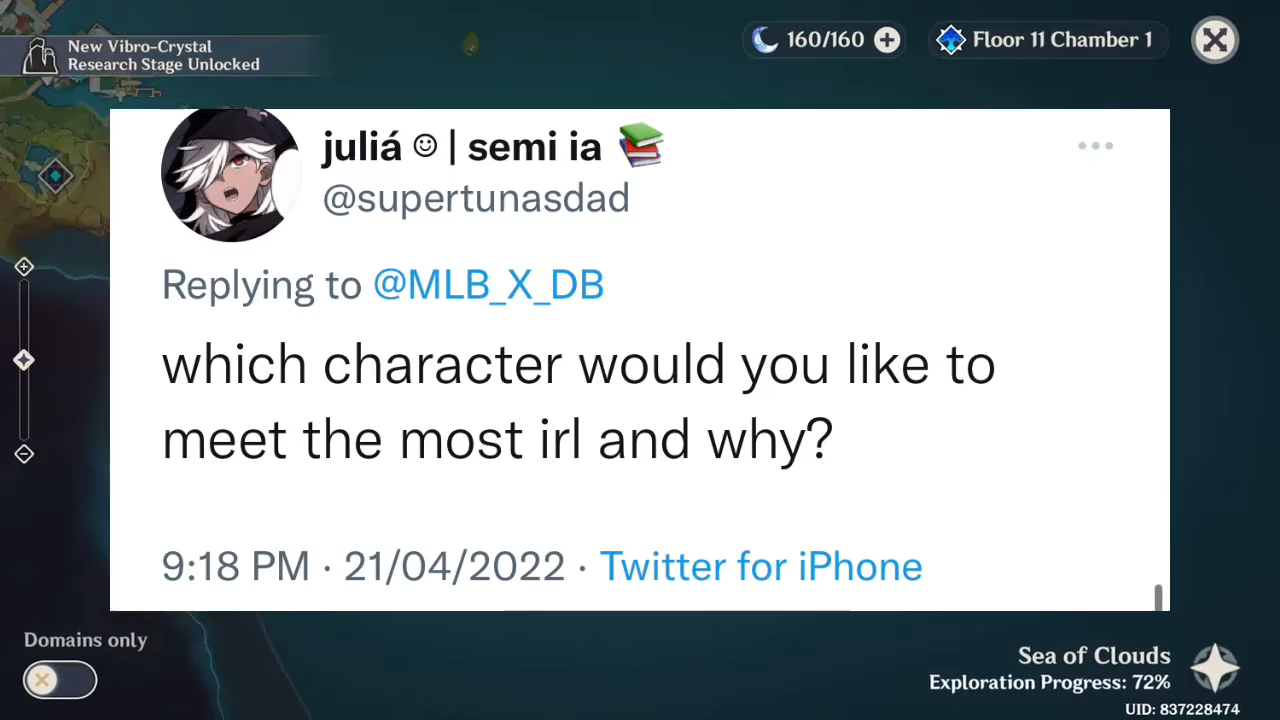 New Vibro-Crystal
Research Stage Unlocked
160/160
Floor 11 Chamber 1
juliá ☺ | semi ia 📚
@supertunasdad
Replying to @MLB_X_DB
which character would you like to
meet the most irl and why?
9:18 PM · 21/04/2022 · Twitter for iPhone
Domains only
Sea of Clouds
Exploration Progress: 72%
UID: 837228474